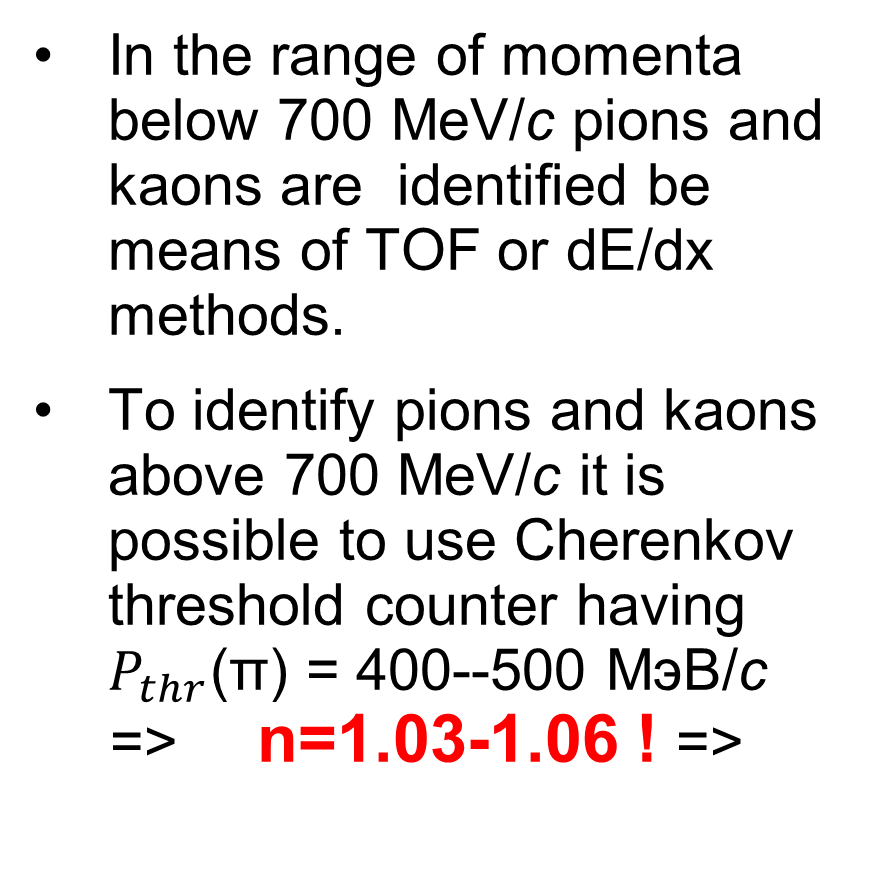 • In the range of momenta
below 700 MeV/c pions and
kaons are  identified be
means of TOF or dE/dx
methods.
• To identify pions and kaons
above 700 MeV/c it is
possible to use Cherenkov
threshold counter having
P_thr(π) = 400--500 МэВ/c
=> n=1.03-1.06 ! =>